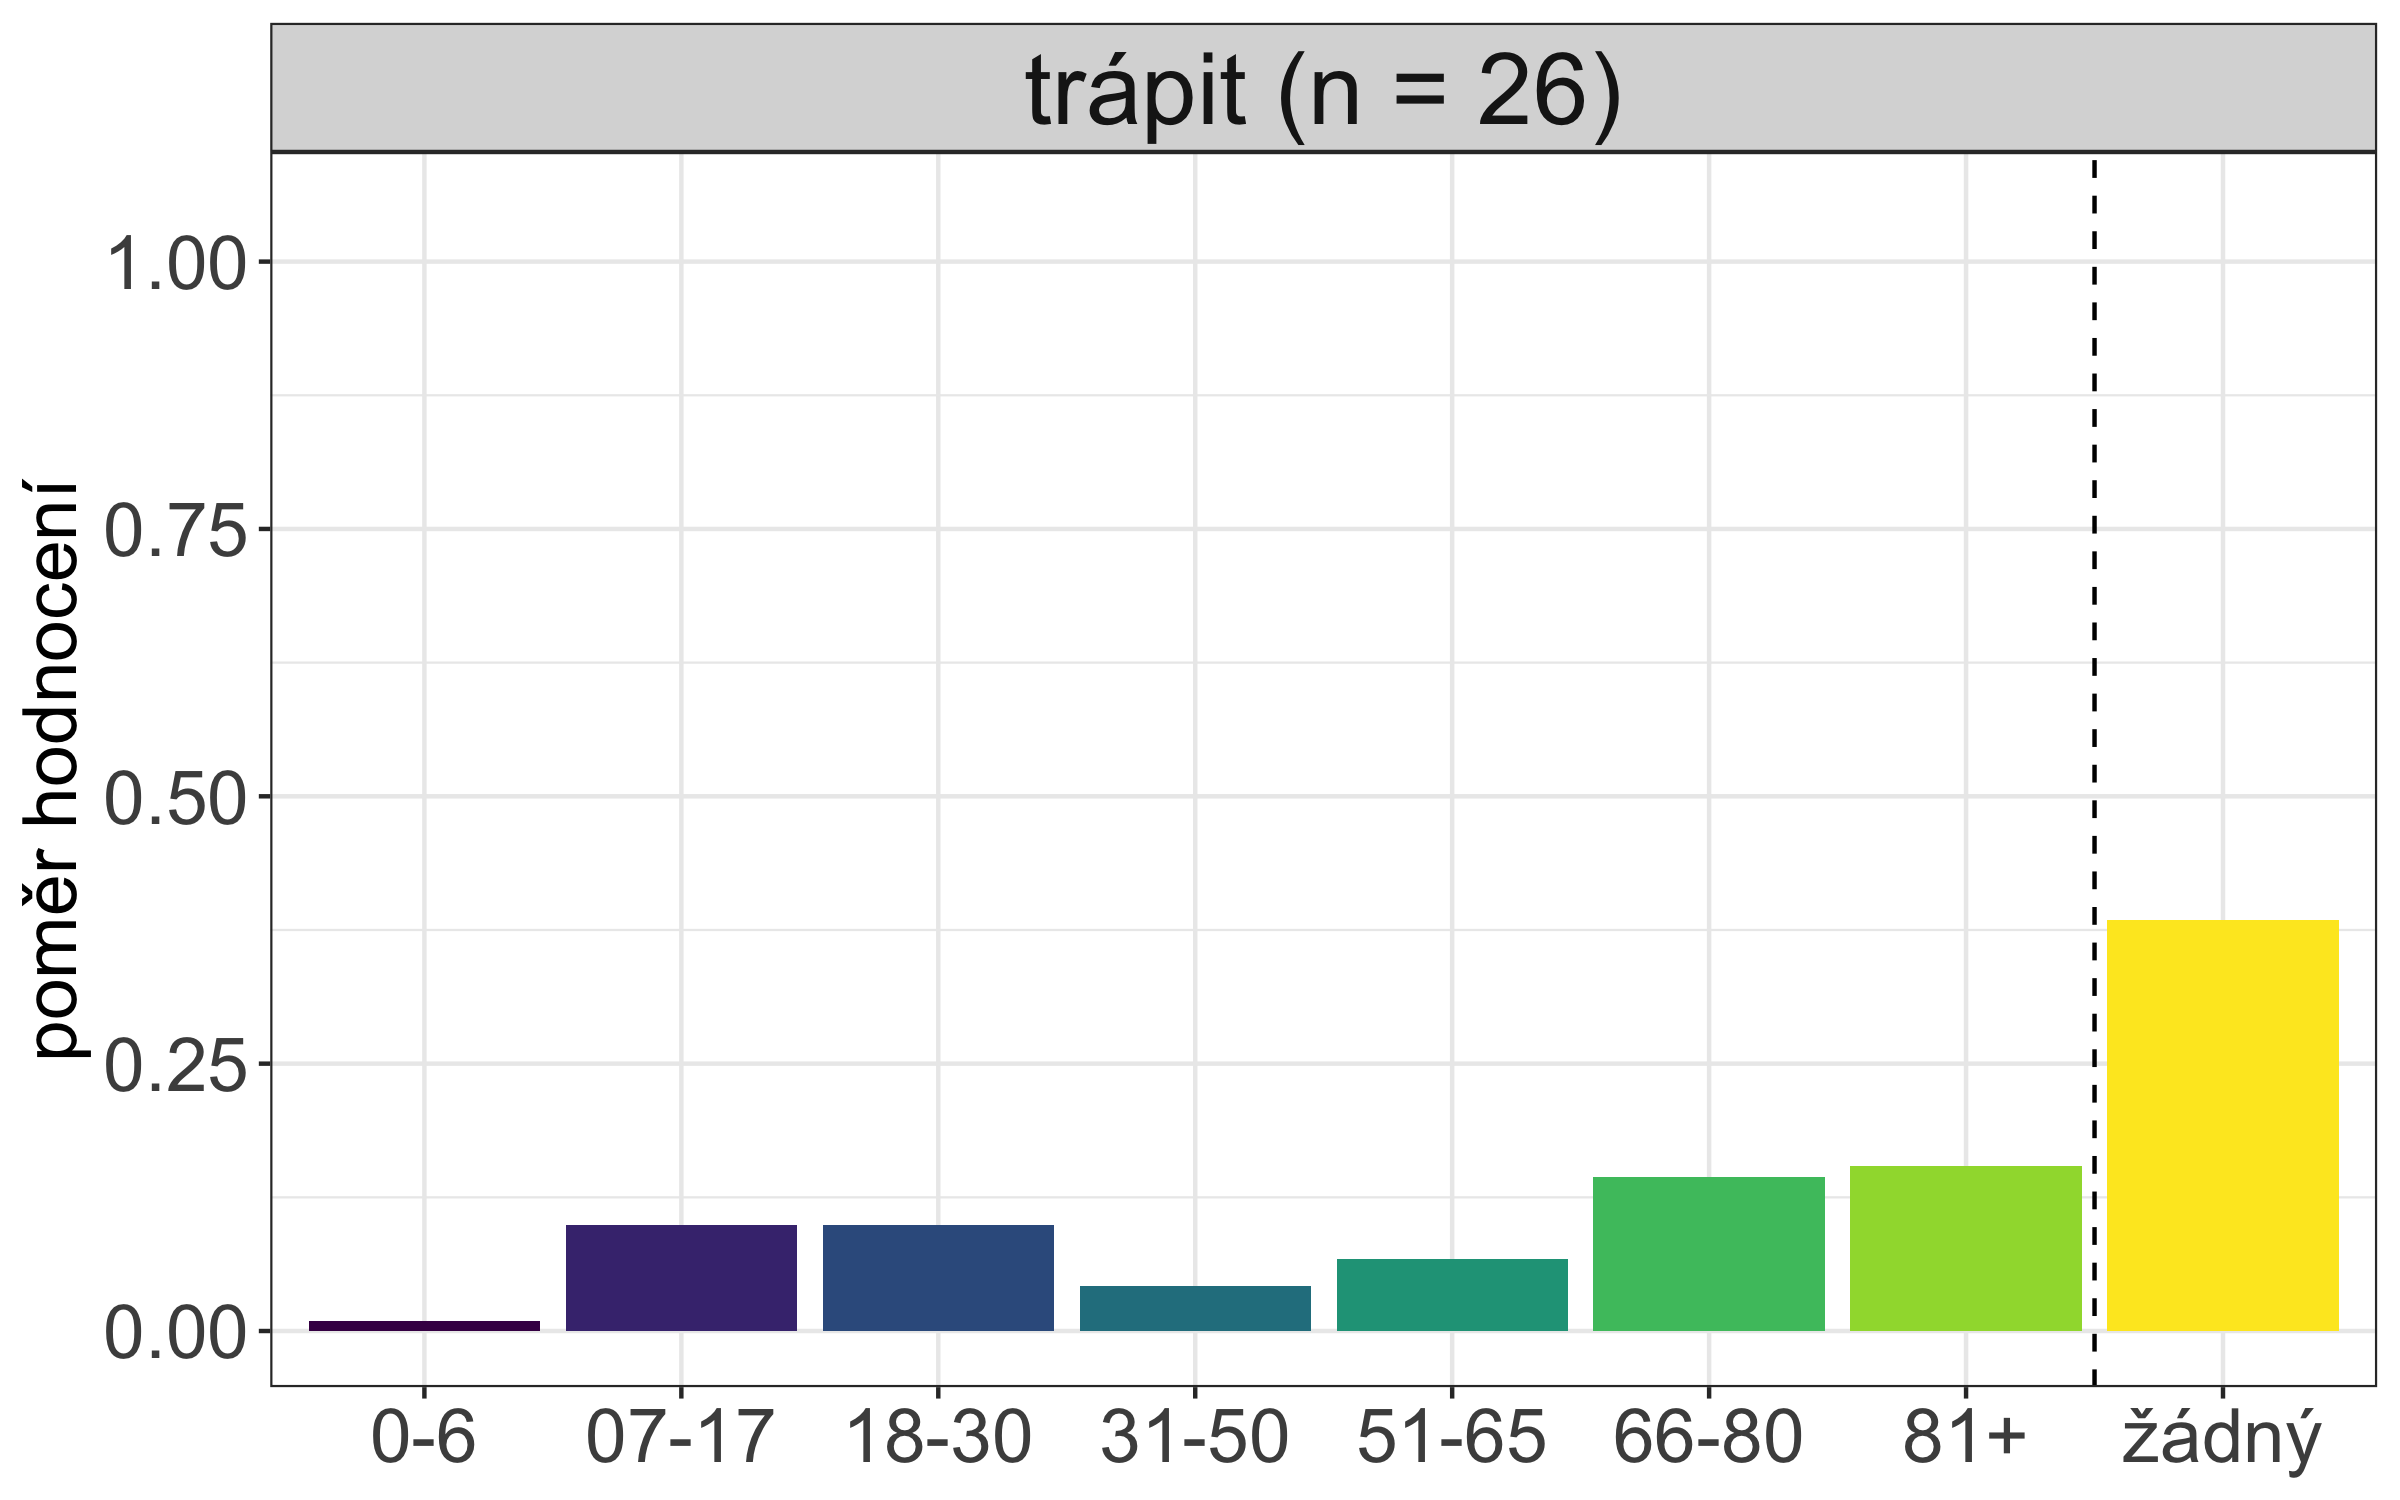 trápit (n = 26)
poměr hodnocení
1.00
0.75
0.50
0.25
0.00
0-6 07-17 18-30 31-50 51-65 66-80 81+ žádný